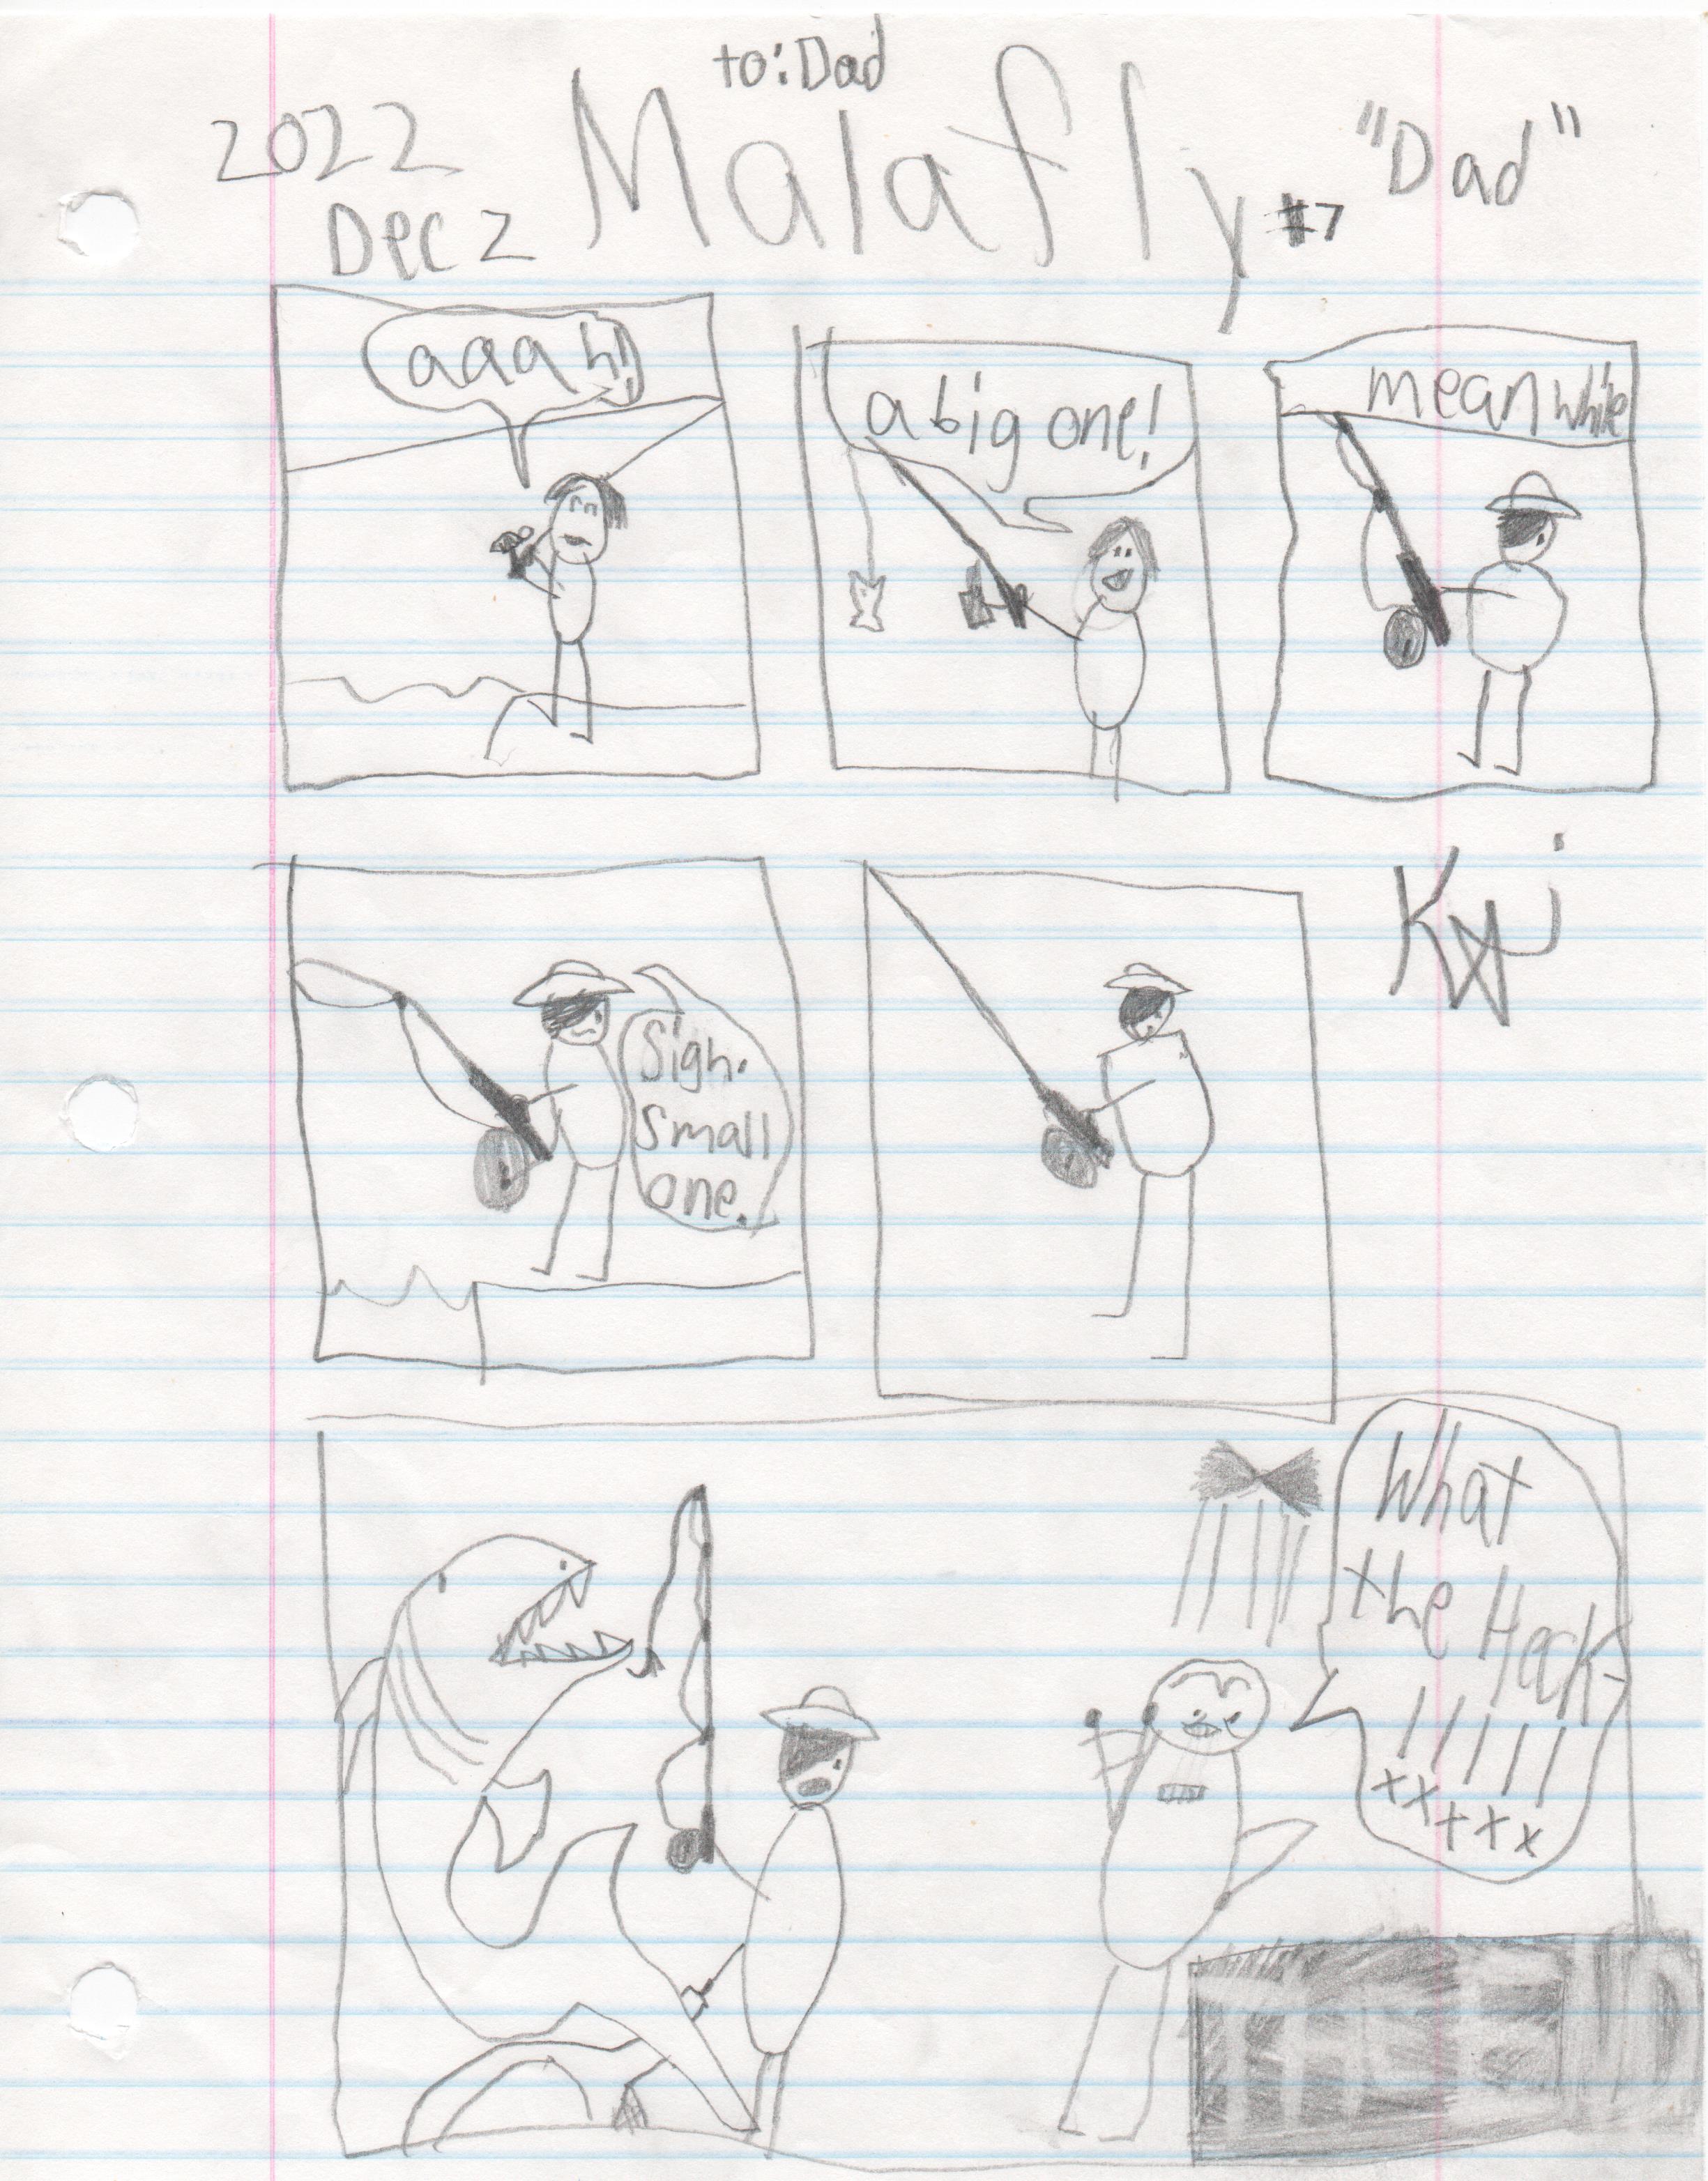 to: Dad
2022
Dec 2
Malafly #7
"Dad"
aaah!
a big one!
meanwhile
Sigh.
Small
one.
What
the Heck
!!!!!
THE END